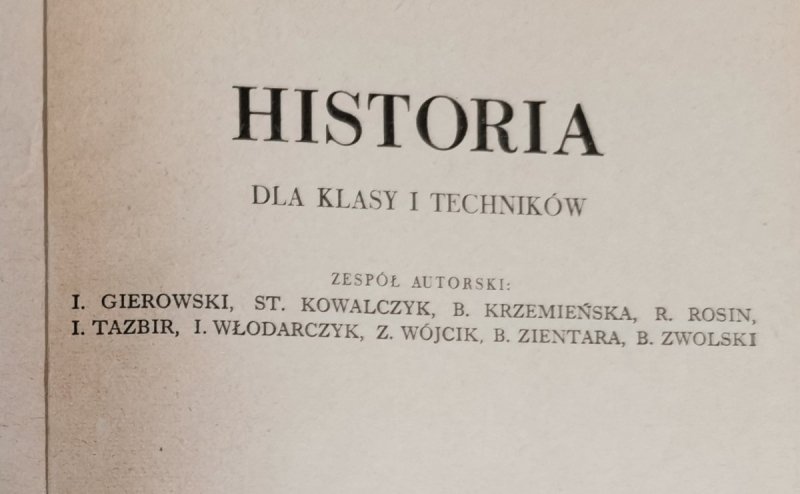 HISTORIA
DLA KLASY I TECHNIKÓW
ZESPÓŁ AUTORSKI:
I. GIEROWSKI, ST. KOWALCZYK, B. KRZEMIEŃSKA, R. ROSIN,
I. TAZBIR, I. WŁODARCZYK, Z. WÓJCIK, B. ZIENTARA, B. ZWOLSKI